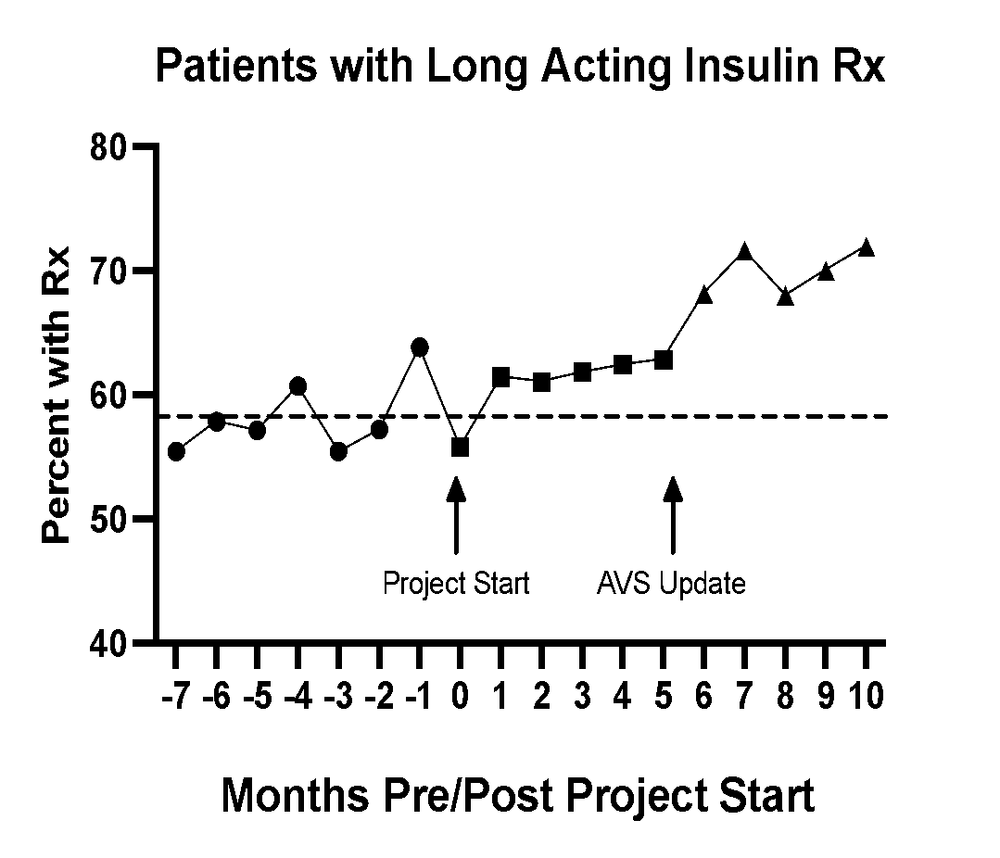 Patients with Long Acting Insulin Rx
80
70
60
50
40
Percent with Rx
Project Start
AVS Update
-7 -6 -5 -4 -3 -2 -1 0 1 2 3 4 5 6 7 8 9 10
Months Pre/Post Project Start